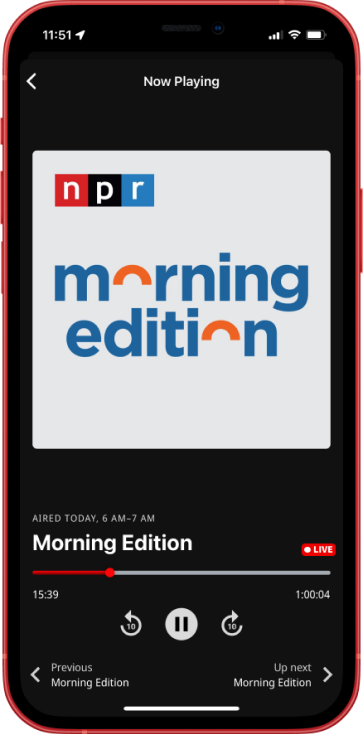 11:51
Now Playing
npr
morning
edition
AIRED TODAY, 6 AM–7 AM
Morning Edition
LIVE
15:39
1:00:04
10
10
Previous
Morning Edition
Up next
Morning Edition